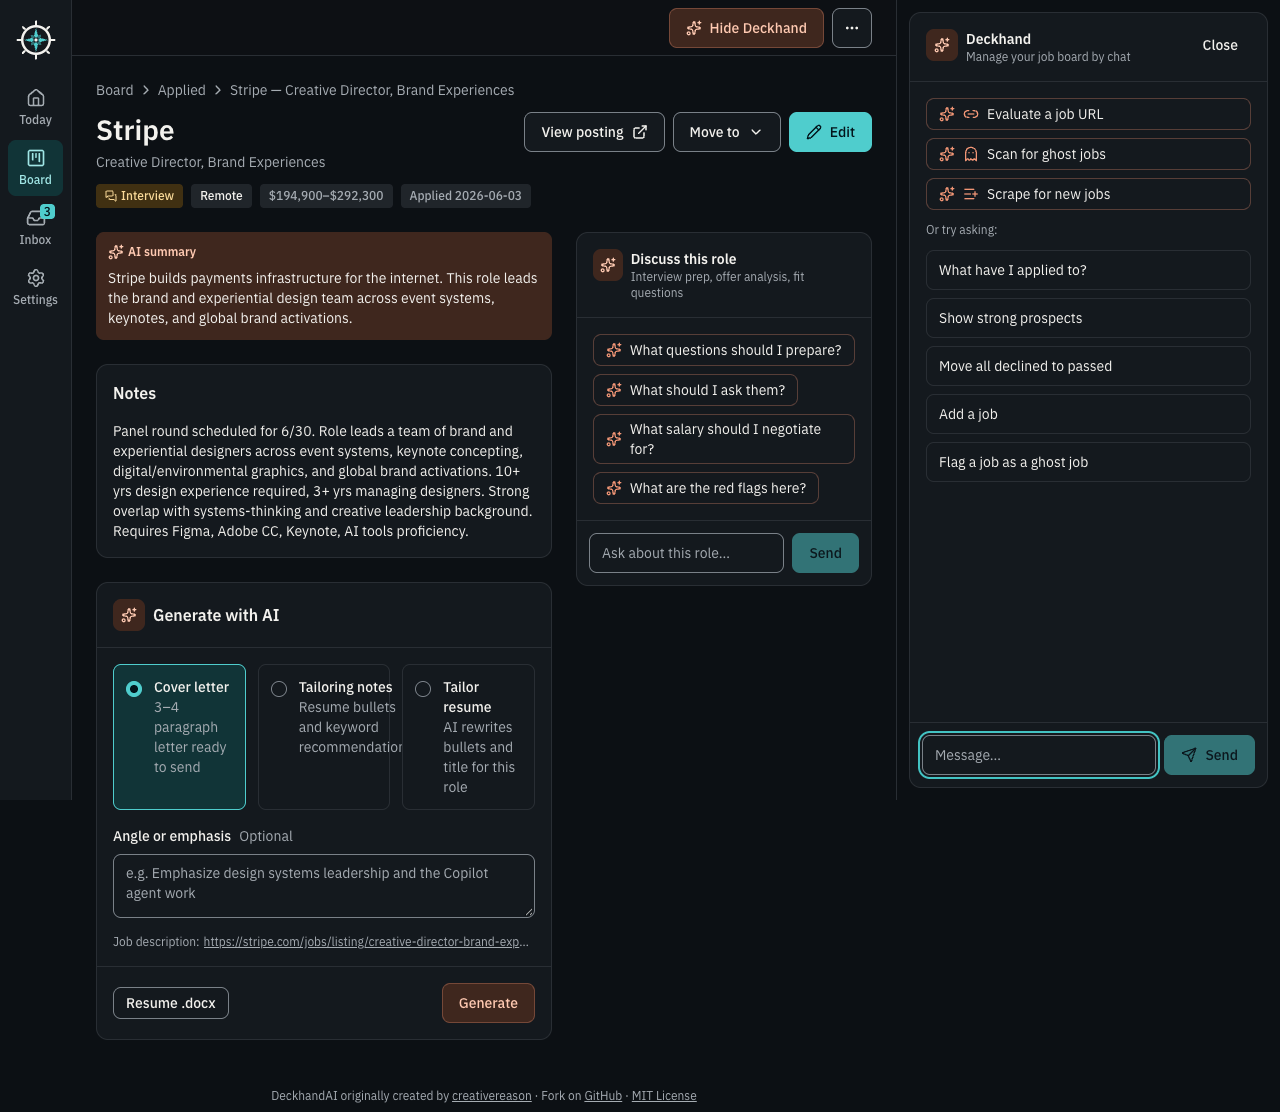 Today
Board
3
Inbox
Settings
Hide Deckhand
Board > Applied > Stripe — Creative Director, Brand Experiences
Stripe
Creative Director, Brand Experiences
View posting
Move to
Edit
Interview
Remote
$194,900–$292,300
Applied 2026-06-03
AI summary
Stripe builds payments infrastructure for the internet. This role leads
the brand and experiential design team across event systems,
keynotes, and global brand activations.
Notes
Panel round scheduled for 6/30. Role leads a team of brand and
experiential designers across event systems, keynote concepting,
digital/environmental graphics, and global brand activations. 10+
yrs design experience required, 3+ yrs managing designers. Strong
overlap with systems-thinking and creative leadership background.
Requires Figma, Adobe CC, Keynote, AI tools proficiency.
Generate with AI
Cover letter
3–4
paragraph
letter ready
to send
Tailoring notes
Resume bullets
and keyword
recommendation
Tailor
resume
AI rewrites
bullets and
title for this
role
Angle or emphasis Optional
e.g. Emphasize design systems leadership and the Copilot
agent work
Job description: https://stripe.com/jobs/listing/creative-director-brand-exp...
Resume .docx
Generate
Discuss this role
Interview prep, offer analysis, fit
questions
What questions should I prepare?
What should I ask them?
What salary should I negotiate
for?
What are the red flags here?
Ask about this role...
Send
Deckhand
Manage your job board by chat
Close
Evaluate a job URL
Scan for ghost jobs
Scrape for new jobs
Or try asking:
What have I applied to?
Show strong prospects
Move all declined to passed
Add a job
Flag a job as a ghost job
Message...
Send
DeckhandAI originally created by creativereason · Fork on GitHub · MIT License